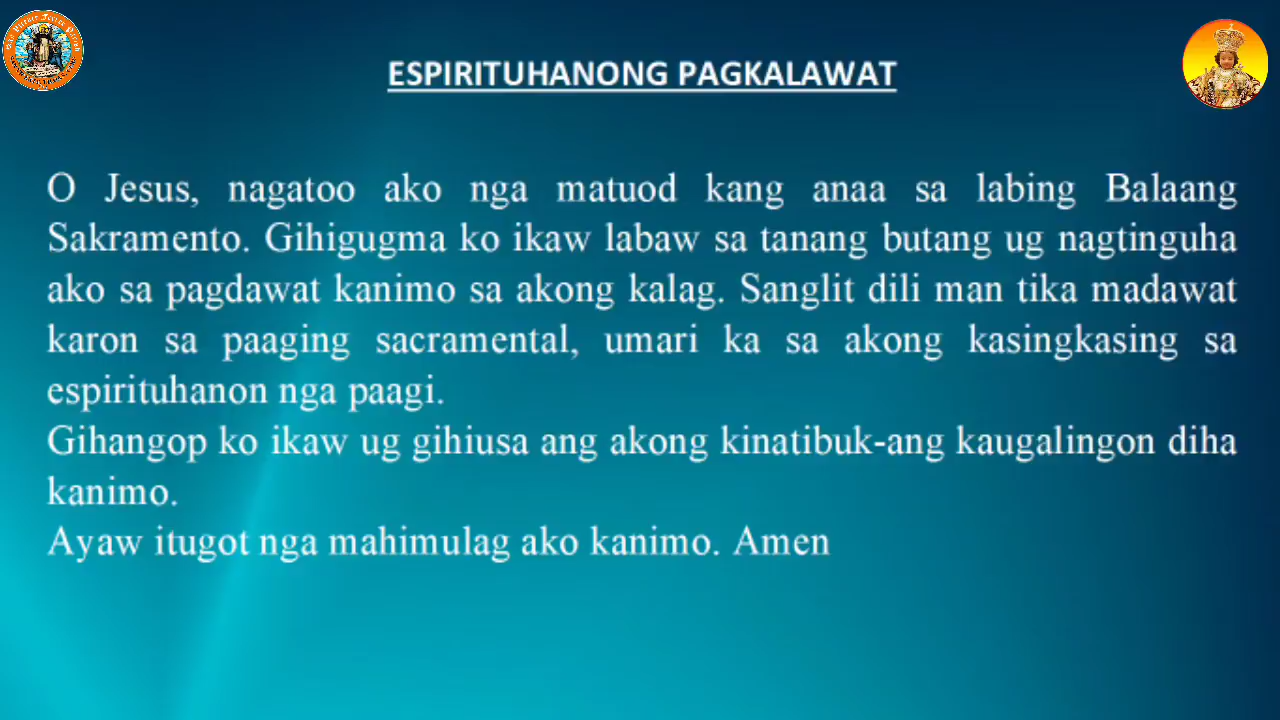 ESPIRITUHANONG PAGKALAWAT
O Jesus, nagatoo ako nga matuod kang anaa sa labing Balaang
Sakramento. Gihigugma ko ikaw labaw sa tanang butang ug nagtinguha
ako sa pagdawat kanimo sa akong kalag. Sanglit dili man tika madawat
karon sa paaging sacramental, umari ka sa akong kasingkasing sa
espirituhanon nga paagi.
Gihangop ko ikaw ug gihiusa ang akong kinatibuk-ang kaugalingon diha
kanimo.
Ayaw itugot nga mahimulag ako kanimo. Amen